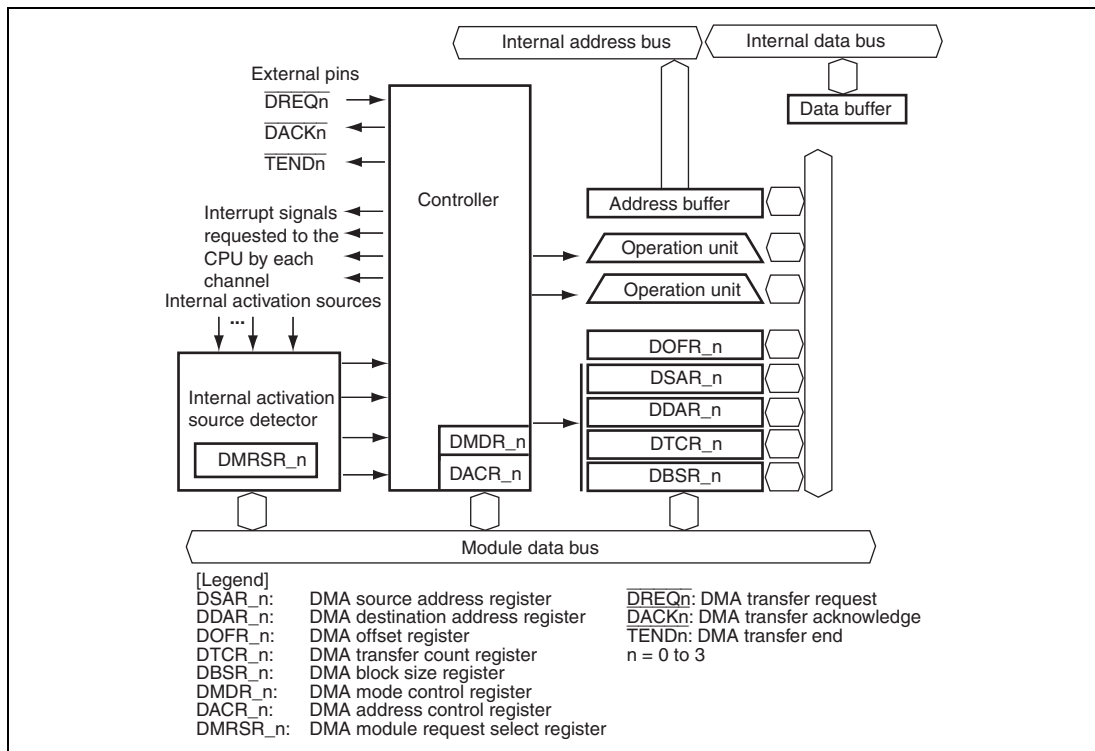 Internal address bus
Internal data bus
External pins
DREQn
DACKn
TENDn
Data buffer
Controller
Address buffer
Interrupt signals
requested to the
CPU by each
channel
Operation unit
Operation unit
Internal activation sources
...
DOFR_n
DSAR_n
DDAR_n
DTCR_n
DBSR_n
Internal activation
source detector
DMRSR_n
DMDR_n
DACR_n
Module data bus
[Legend]
DSAR_n: DMA source address register
DDAR_n: DMA destination address register
DOFR_n: DMA offset register
DTCR_n: DMA transfer count register
DBSR_n: DMA block size register
DMDR_n: DMA mode control register
DACR_n: DMA address control register
DMRSR_n: DMA module request select register
DREQn: DMA transfer request
DACKn: DMA transfer acknowledge
TENDn: DMA transfer end
n = 0 to 3